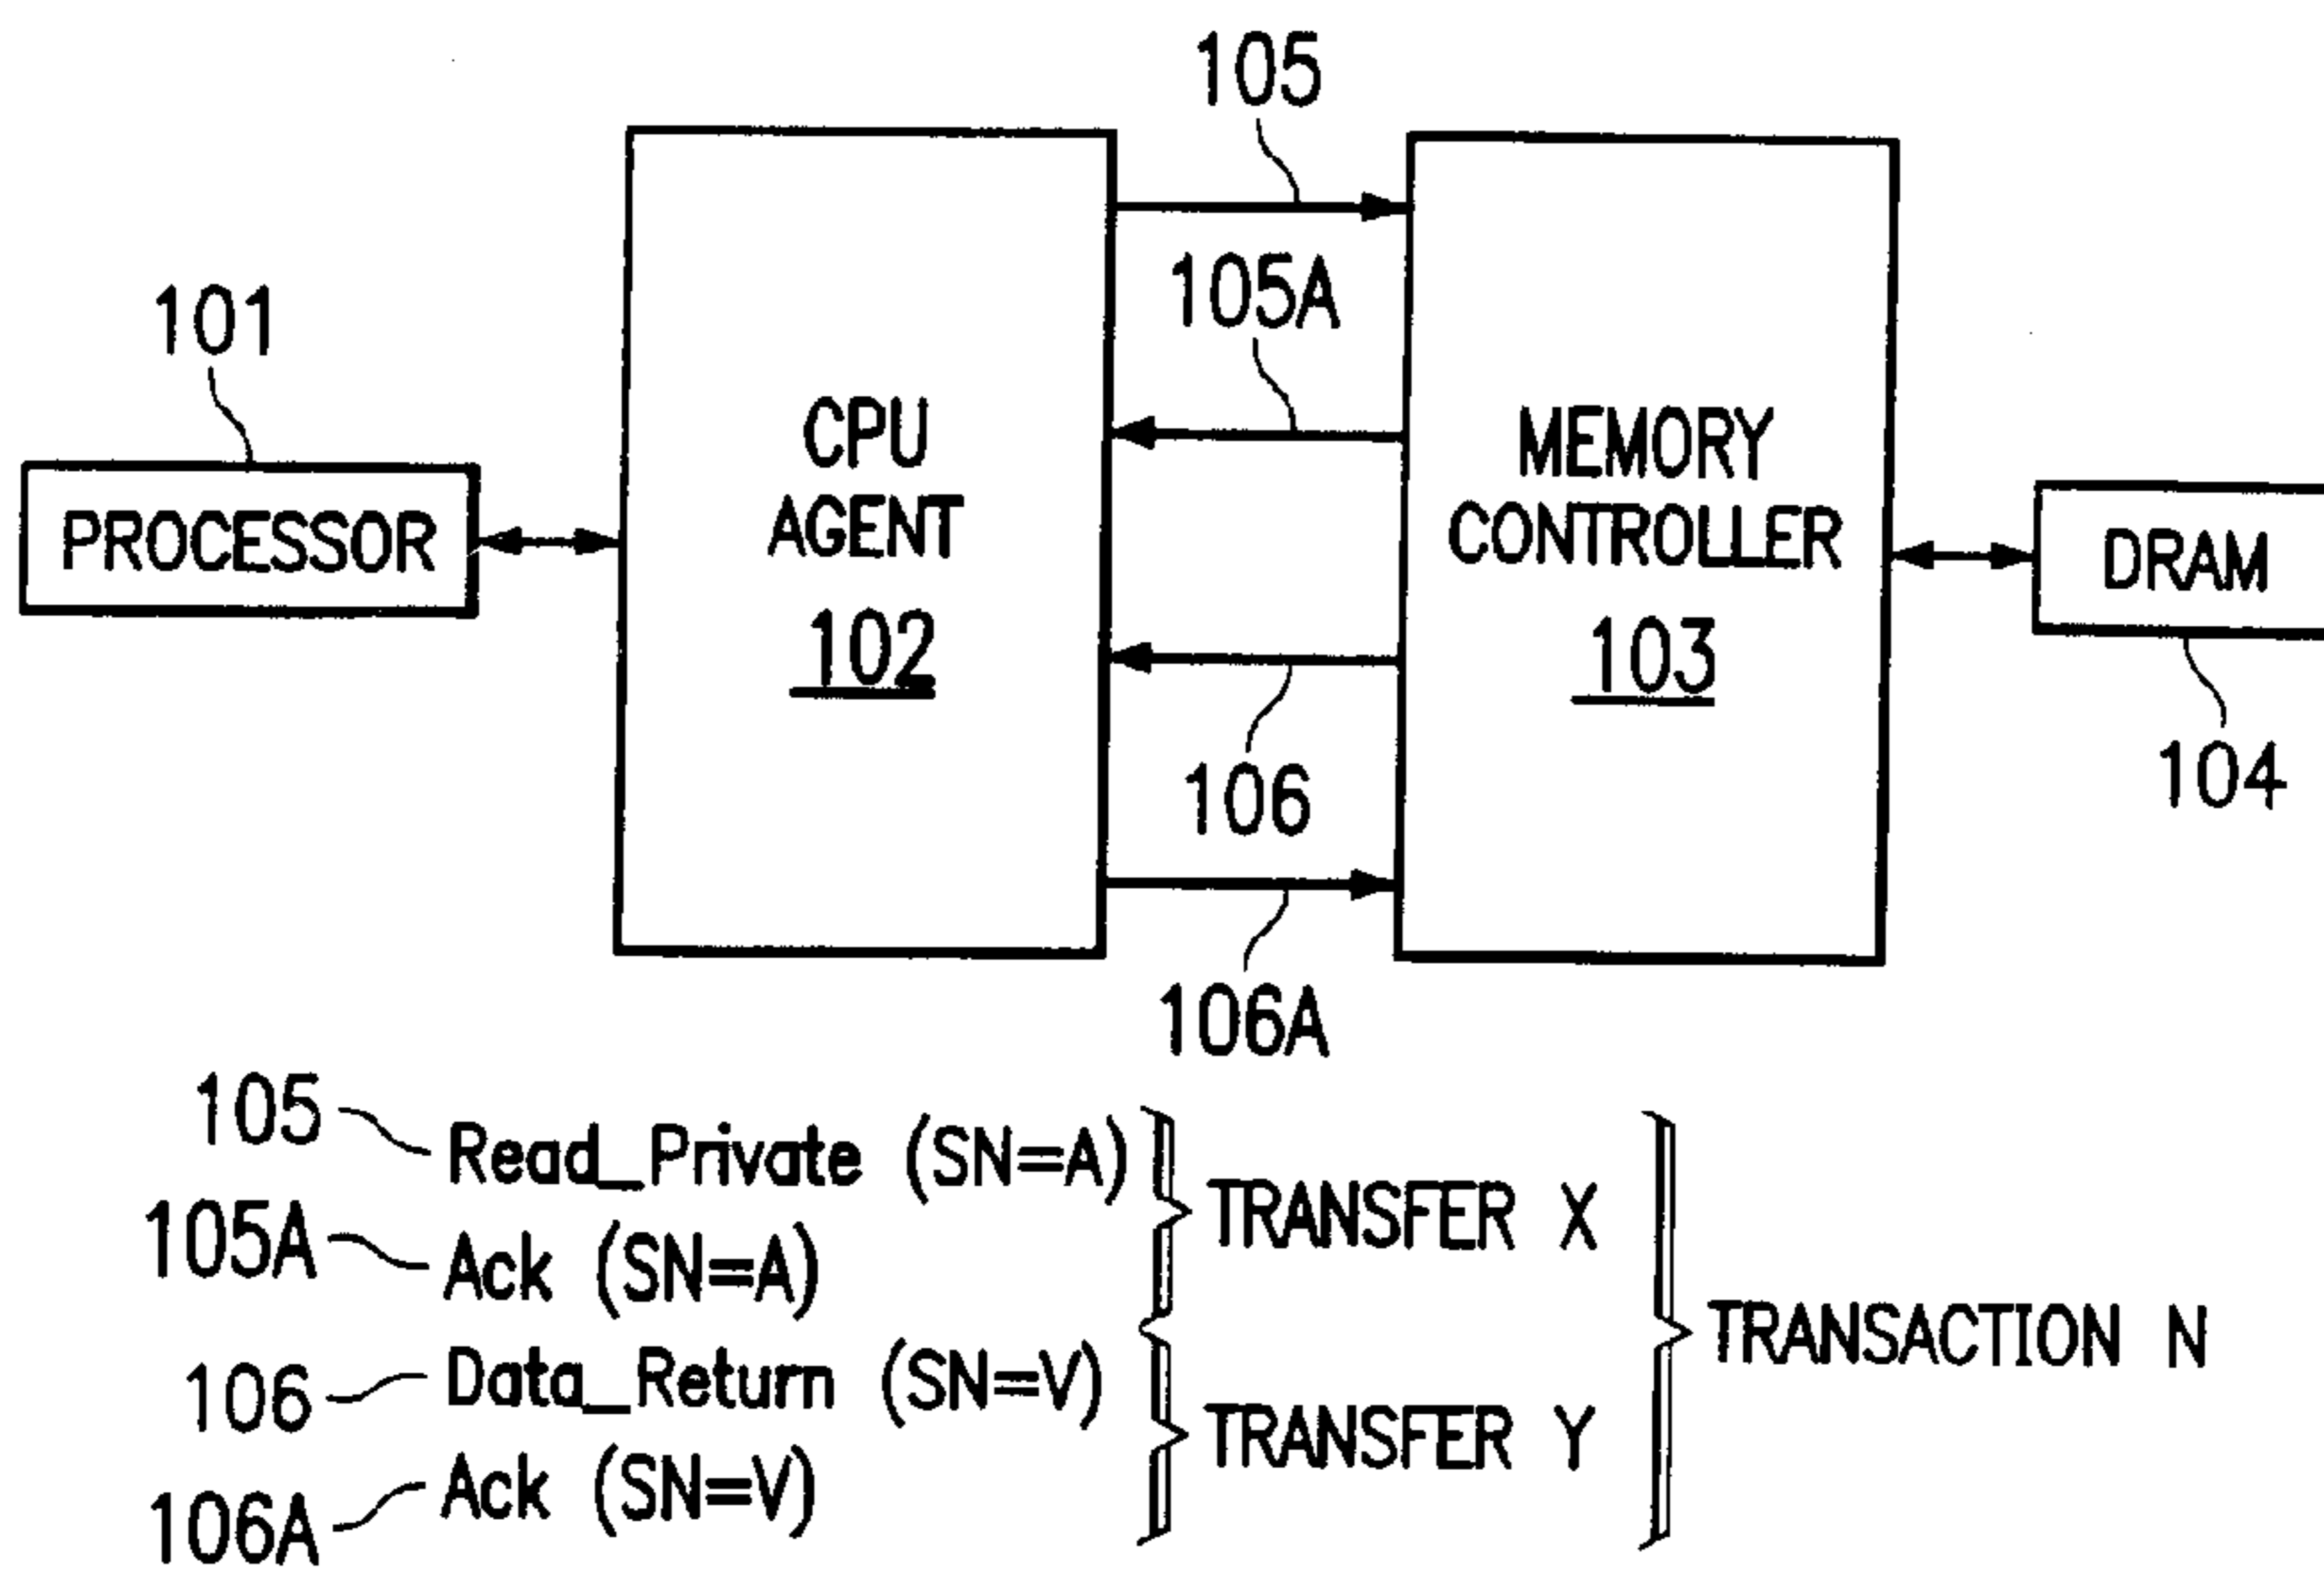 105
105A
101
CPU
AGENT
102
MEMORY
CONTROLLER
103
PROCESSOR
DRAM
104
106
106A
105 Read_Private (SN=A)
105A Ack (SN=A)
TRANSFER X
106 Data_Return (SN=V)
106A Ack (SN=V)
TRANSFER Y
TRANSACTION N